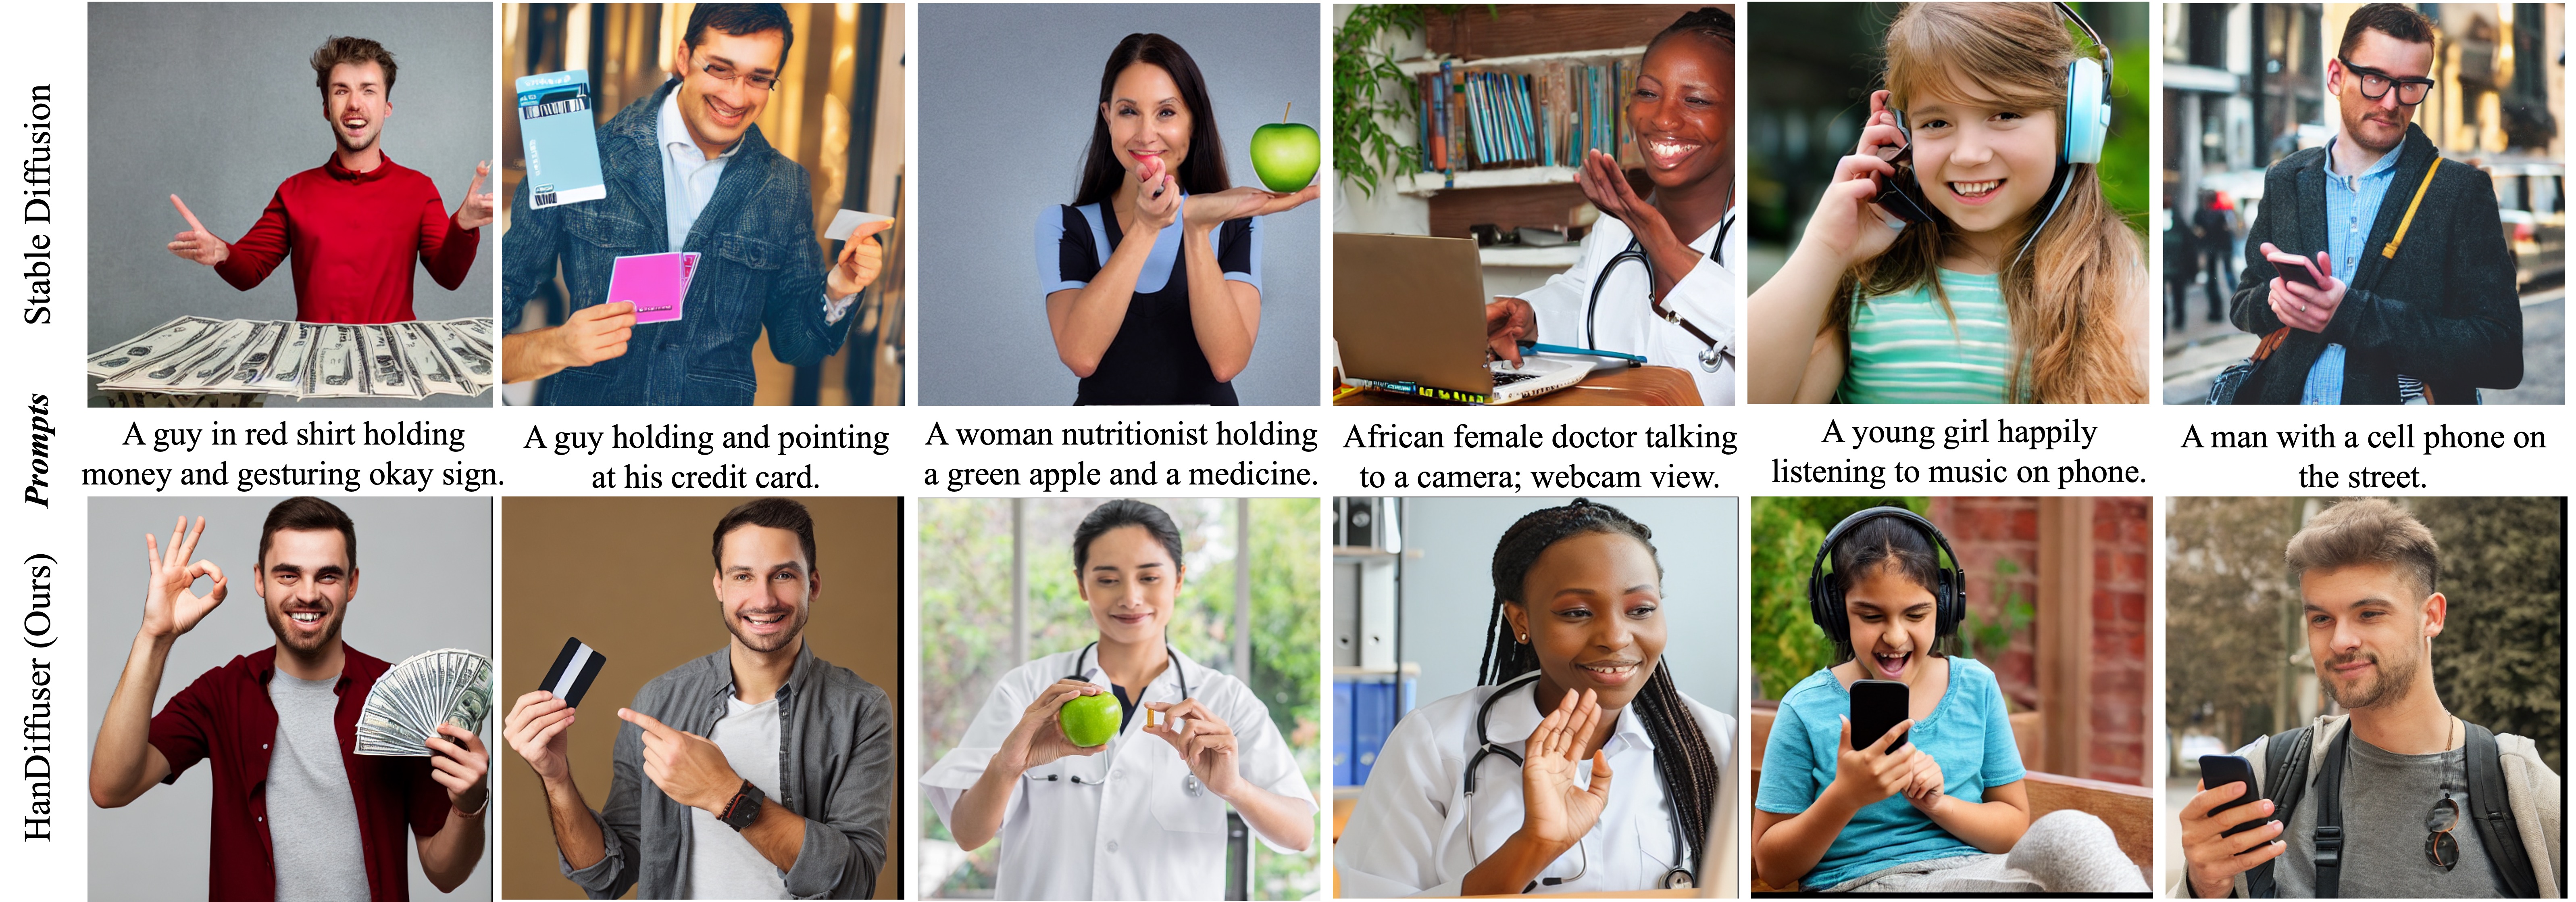 Stable Diffusion
Prompts
A guy in red shirt holding
money and gesturing okay sign.
A guy holding and pointing
at his credit card.
A woman nutritionist holding
a green apple and a medicine.
African female doctor talking
to a camera; webcam view.
A young girl happily
listening to music on phone.
A man with a cell phone on
the street.
HanDiffuser (Ours)